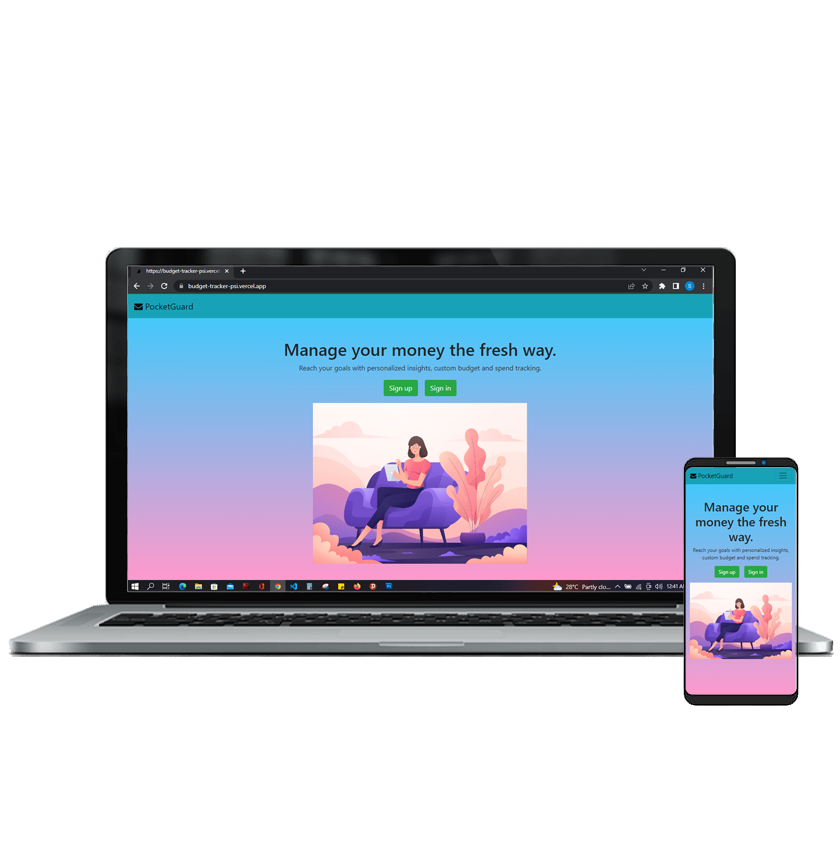 https://budget-tracker-psi.vercel
budget-tracker-psi.vercel.app
S
PocketGuard
Manage your money the fresh way.
Reach your goals with personalized insights, custom budget and spend tracking.
Sign up
Sign in
28°C Partly clo...
12:41 AM
PocketGuard
Manage your
money the fresh
way.
Reach your goals with personalized insights,
custom budget and spend tracking.
Sign up
Sign in